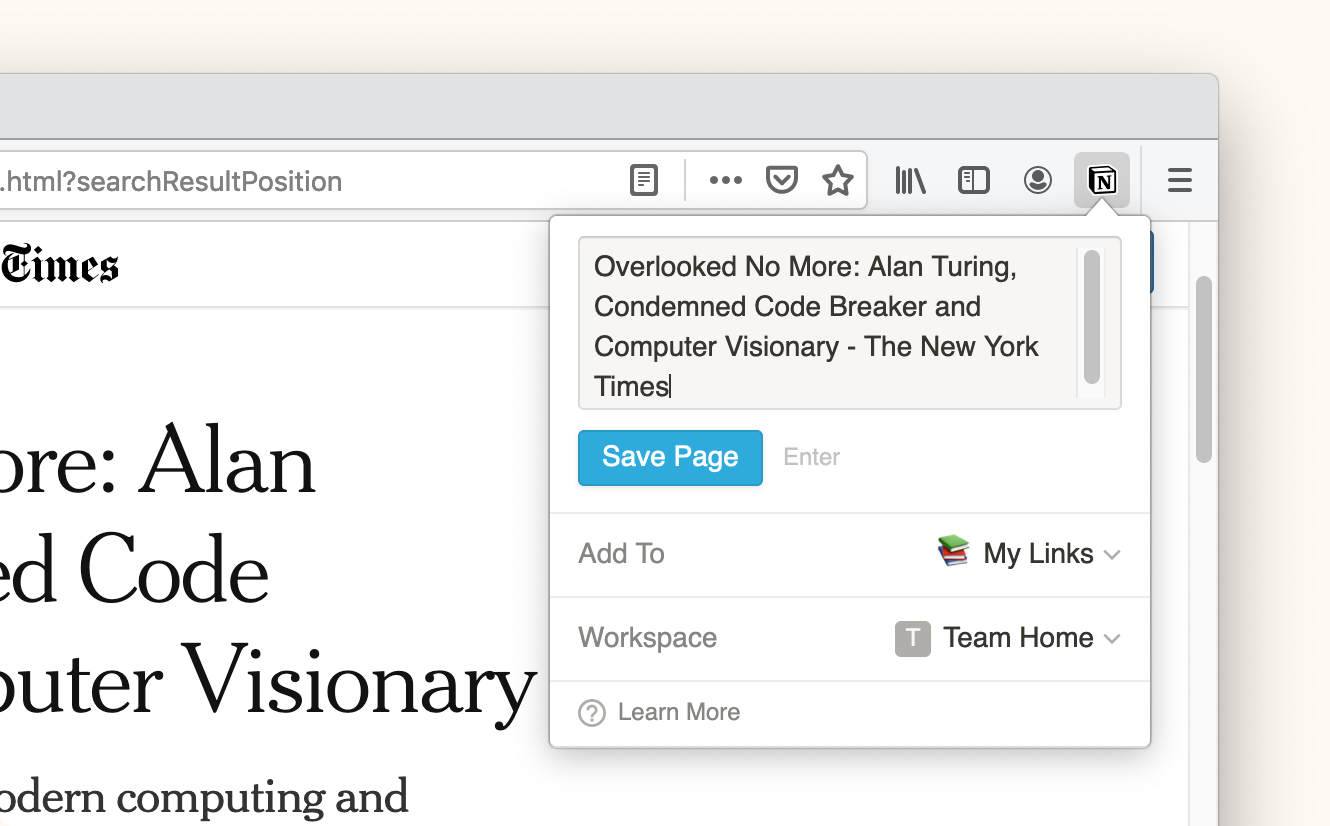 .html?searchResultPosition
Times
Overlooked No More: Alan Turing,
Condemned Code Breaker and
Computer Visionary - The New York
Times
Save Page
Enter
Add To
My Links
Workspace
T
Team Home
Learn More
ore: Alan
ed Code
puter Visionary
odern computing and